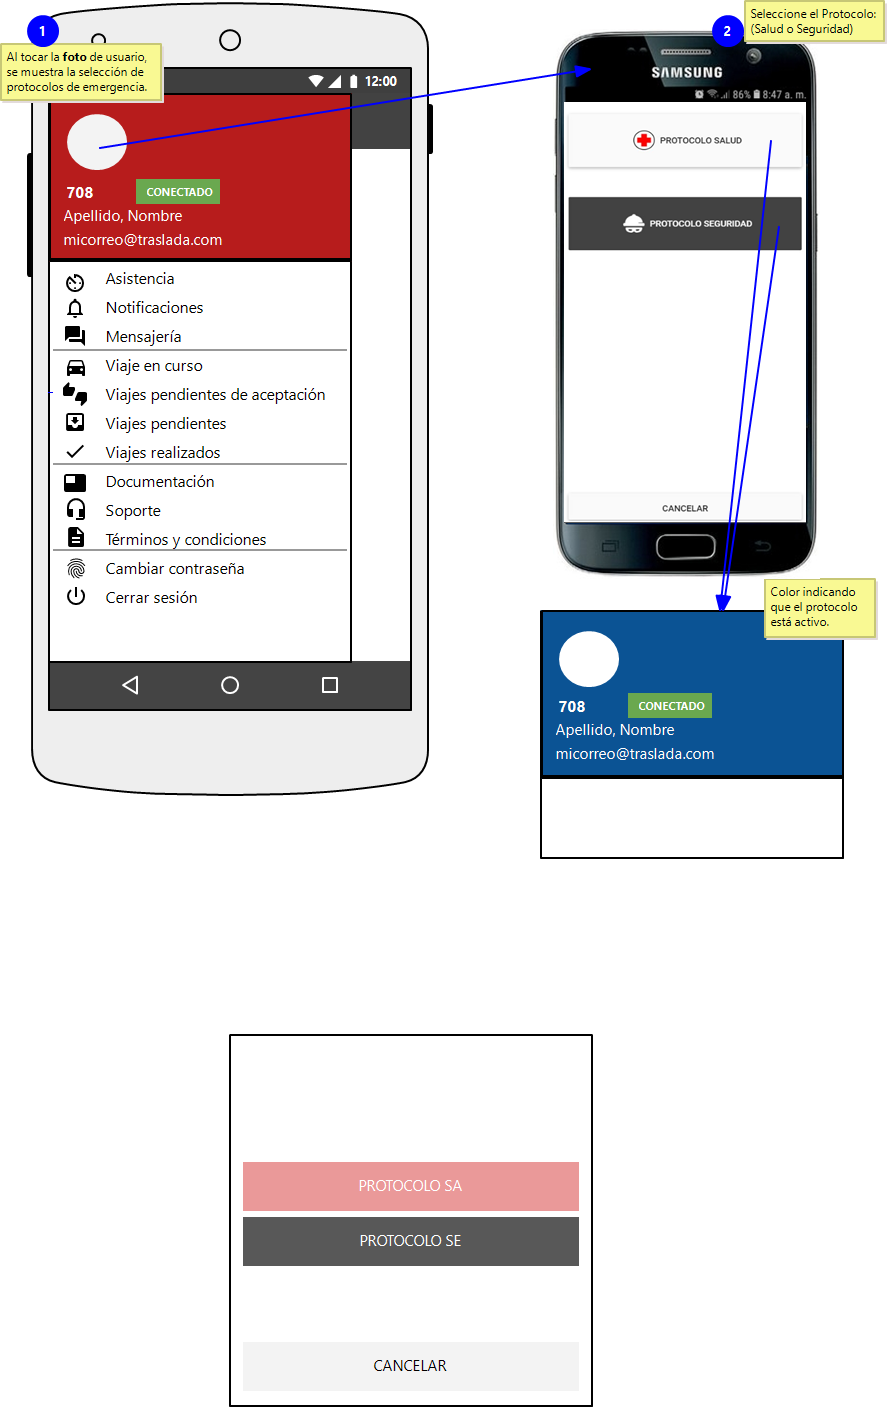 1
Al tocar la foto de usuario,
se muestra la selección de
protocolos de emergencia.
12:00
708
CONECTADO
Apellido, Nombre
micorreo@traslada.com
Asistencia
Notificaciones
Mensajería
Viaje en curso
Viajes pendientes de aceptación
Viajes pendientes
Viajes realizados
Documentación
Soporte
Términos y condiciones
Cambiar contraseña
Cerrar sesión
2
Seleccione el Protocolo:
(Salud o Seguridad)
SAMSUNG
86% 8:47 a. m.
PROTOCOLO SALUD
PROTOCOLO SEGURIDAD
CANCELAR
Color indicando
que el protocolo
está activo.
708
CONECTADO
Apellido, Nombre
micorreo@traslada.com
PROTOCOLO SA
PROTOCOLO SE
CANCELAR